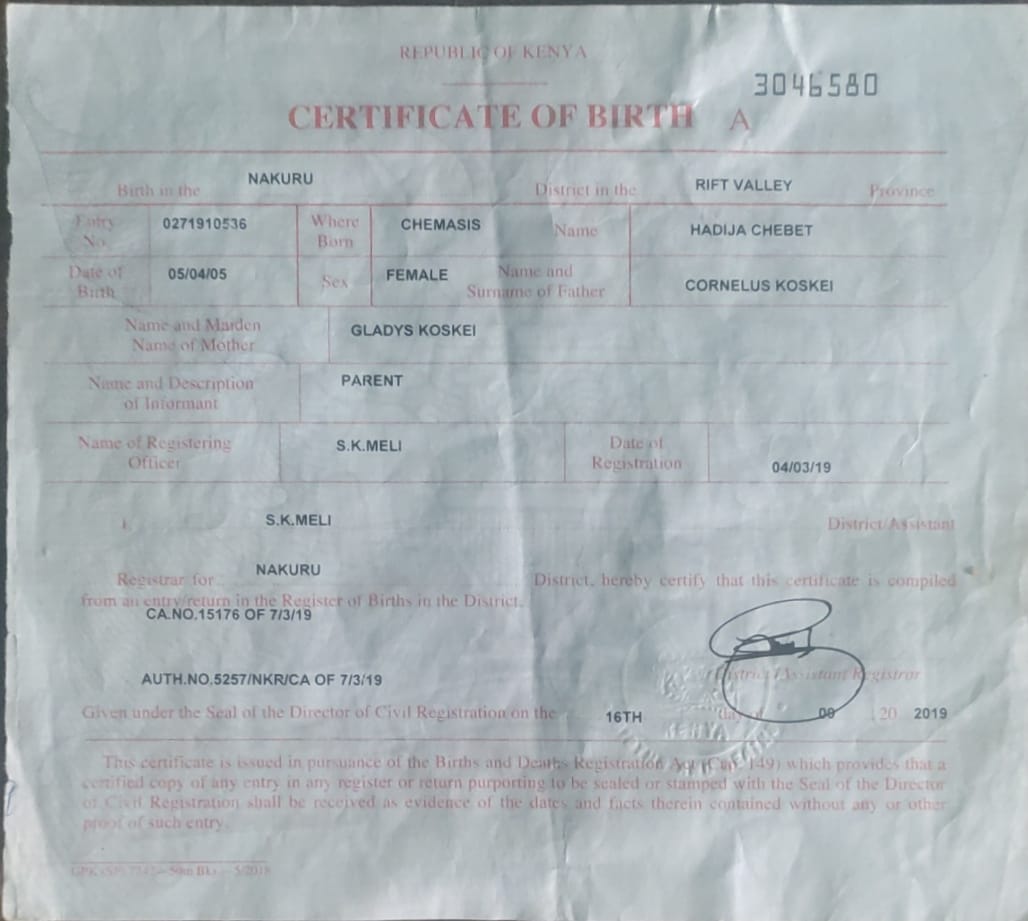 REPUBLIC OF KENYA
3046580
CERTIFICATE OF BIRTH A
Birth in the NAKURU District in the RIFT VALLEY Province
Entry No. 0271910536 Where Born CHEMASIS Name HADIJA CHEBET
Date of Birth 05/04/05 Sex FEMALE Name and Surname of Father CORNELUS KOSKEI
Name and Maiden Name of Mother GLADYS KOSKEI
Name and Description of Informant PARENT
Name of Registering Officer S.K.MELI Date of Registration 04/03/19
I, S.K.MELI District/Assistant
Registrar for NAKURU District, hereby certify that this certificate is compiled
from an entry/return in the Register of Births in the District.
CA.NO.15176 OF 7/3/19
AUTH.NO.5257/NKR/CA OF 7/3/19
District/Assistant Registrar
Given under the Seal of the Director of Civil Registration on the 16TH day of 09 20 2019
KENYA
This certificate is issued in pursuance of the Births and Deaths Registration Act (Cap. 149) which provides that a
certified copy of any entry in any register or return purporting to be sealed or stamped with the Seal of the Director
of Civil Registration shall be received as evidence of the dates and facts therein contained without any or other
proof of such entry.
GPK (SP) 50m Bks — 5/2018